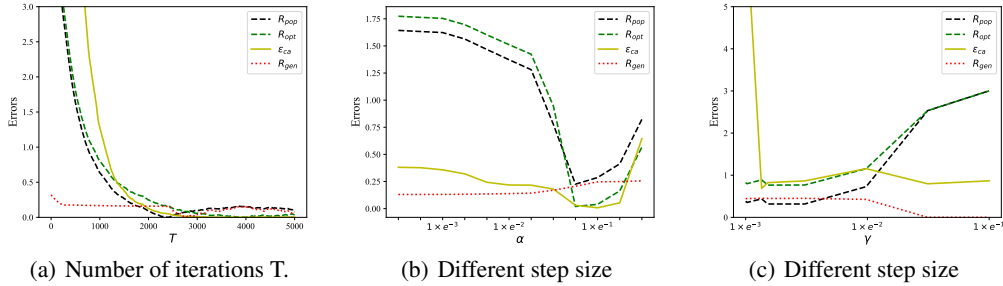 3.0
2.5
2.0
1.5
1.0
0.5
0.0
Errors
0
1000
2000
3000
4000
5000
T
R_pop
R_opt
ε_ca
R_gen
(a) Number of iterations T.
1.75
1.50
1.25
1.00
0.75
0.50
0.25
0.00
Errors
1 × e^−3
1 × e^−2
1 × e^−1
α
R_pop
R_opt
ε_ca
R_gen
(b) Different step size
5
4
3
2
1
0
Errors
1 × e^−3
1 × e^−2
1 × e^−1
γ
R_pop
R_opt
ε_ca
R_gen
(c) Different step size